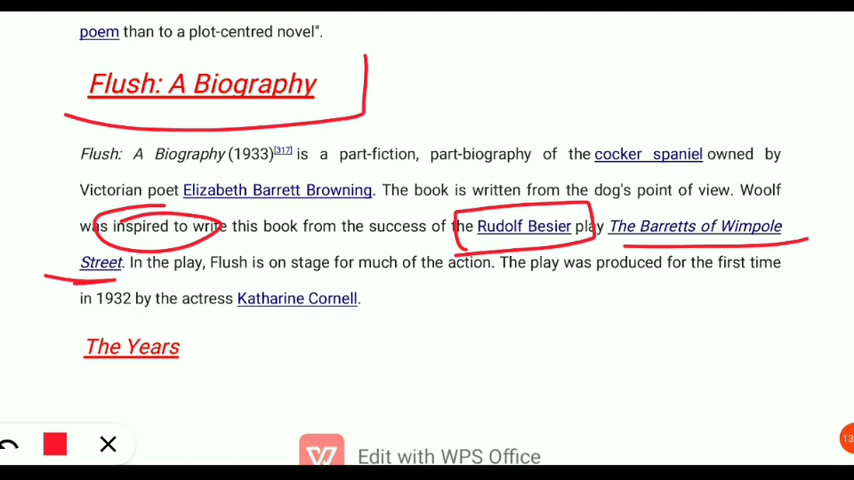 poem than to a plot-centred novel".
Flush: A Biography
Flush: A Biography (1933)[317] is a part-fiction, part-biography of the cocker spaniel owned by
Victorian poet Elizabeth Barrett Browning. The book is written from the dog's point of view. Woolf
was inspired to write this book from the success of the Rudolf Besier play The Barretts of Wimpole
Street. In the play, Flush is on stage for much of the action. The play was produced for the first time
in 1932 by the actress Katharine Cornell.
The Years
Edit with WPS Office
13